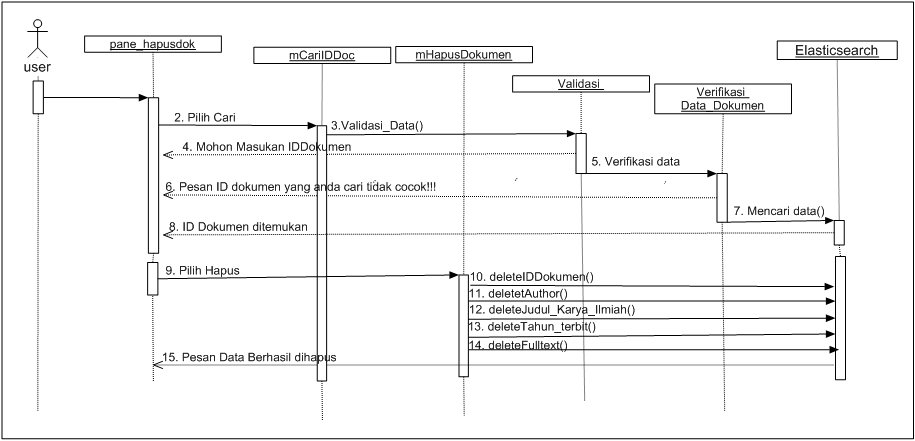 user
pane_hapusdok
mCariIDDoc
mHapusDokumen
Validasi
Verifikasi
Data_Dokumen
Elasticsearch
2. Pilih Cari
3.Validasi_Data()
4. Mohon Masukan IDDokumen
5. Verifikasi data
6. Pesan ID dokumen yang anda cari tidak cocok!!!
7. Mencari data()
8. ID Dokumen ditemukan
9. Pilih Hapus
10. deleteIDDokumen()
11. deletetAuthor()
12. deleteJudul_Karya_Ilmiah()
13. deleteTahun_terbit()
14. deleteFulltext()
15. Pesan Data Berhasil dihapus